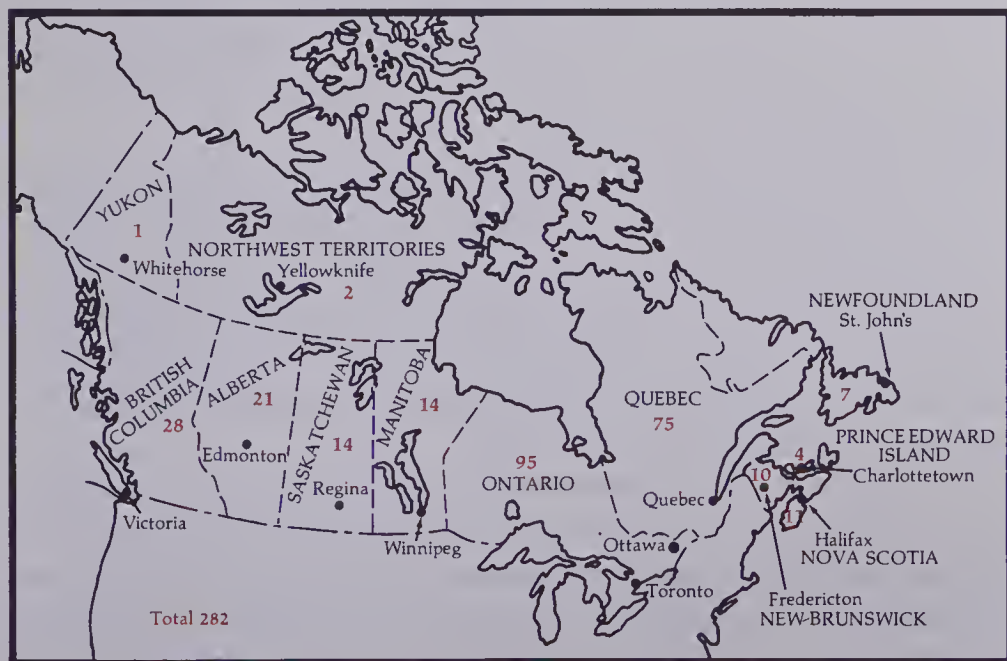 YUKON
1
Whitehorse
NORTHWEST TERRITORIES
Yellowknife
2
NEWFOUNDLAND
St. John's
7
BRITISH
COLUMBIA
28
ALBERTA
21
Edmonton
SASKATCHEWAN
14
Regina
MANITOBA
14
Winnipeg
95
ONTARIO
QUEBEC
75
Quebec
PRINCE EDWARD
ISLAND
4
Charlottetown
10
11
Halifax
NOVA SCOTIA
Victoria
Ottawa
Toronto
Fredericton
NEW-BRUNSWICK
Total 282